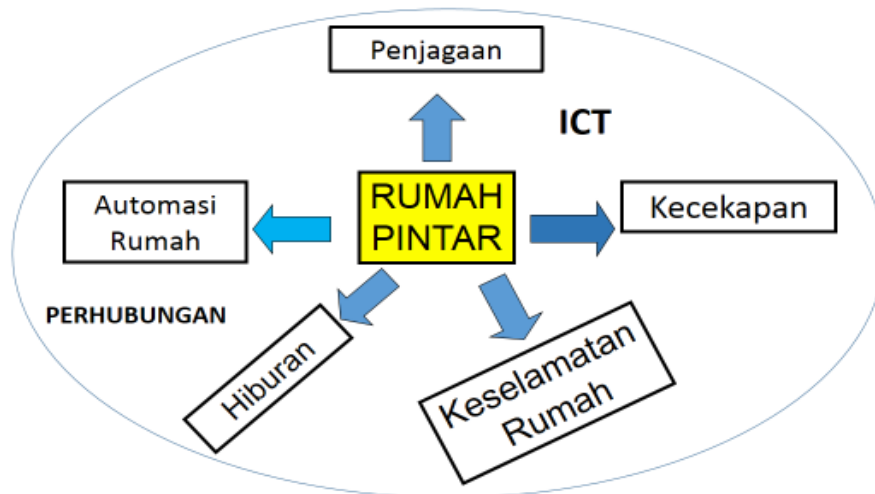 Penjagaan
ICT
RUMAH
PINTAR
Automasi
Rumah
Kecekapan
PERHUBUNGAN
Hiburan
Keselamatan
Rumah